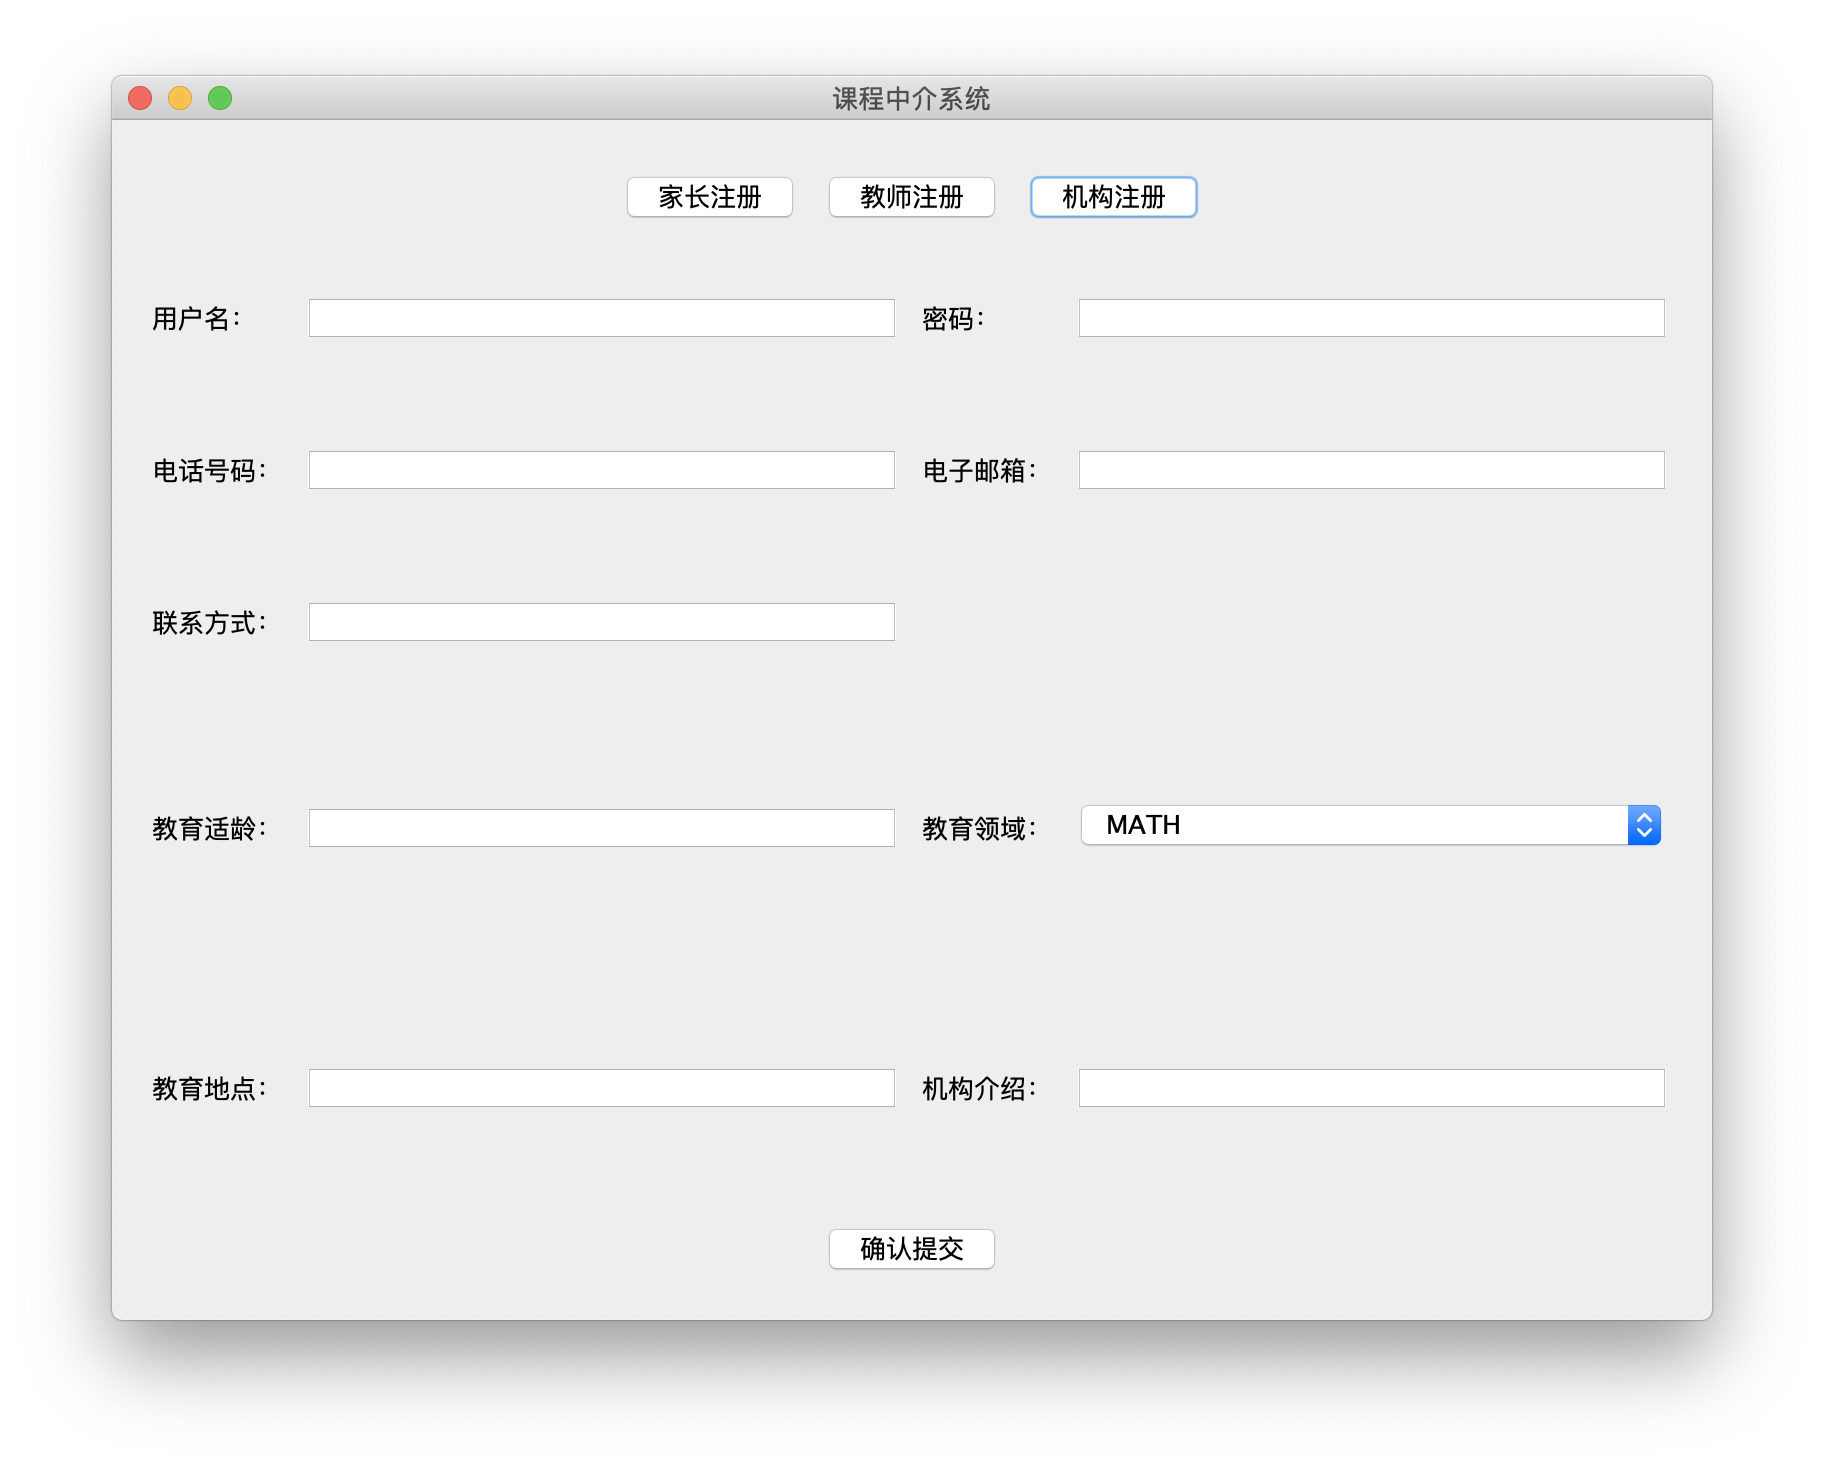 课程中介系统
家长注册 教师注册 机构注册
用户名： 密码：
电话号码： 电子邮箱：
联系方式：
教育适龄： 教育领域： MATH
教育地点： 机构介绍：
确认提交